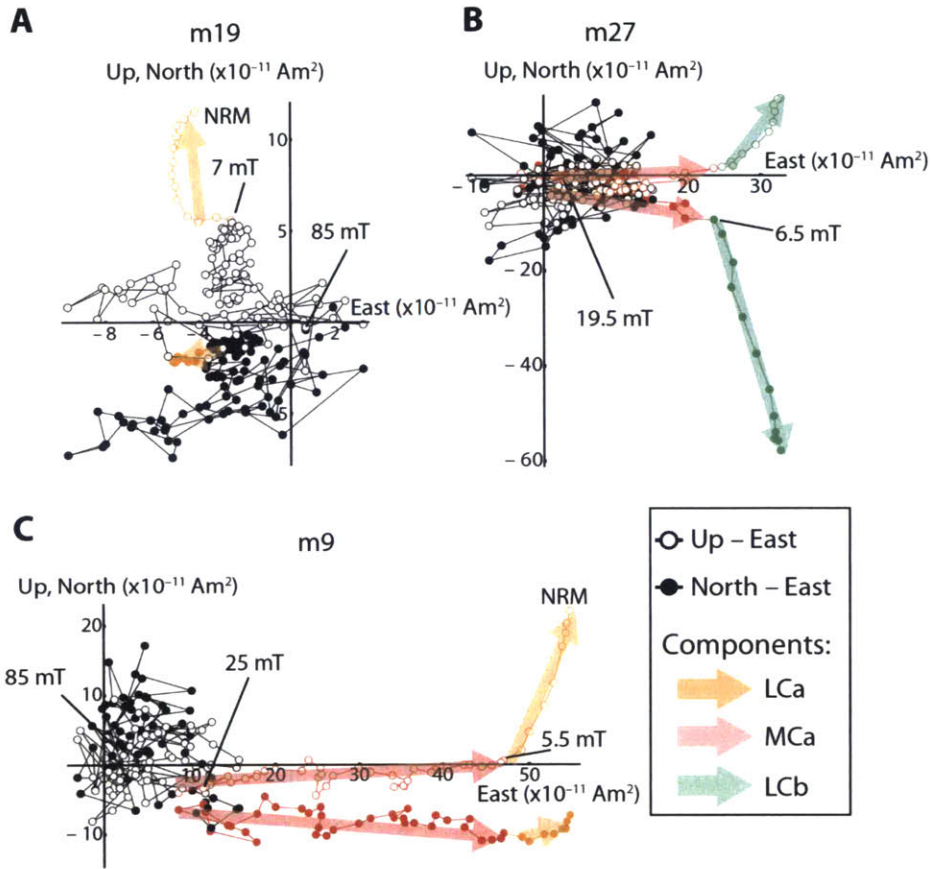 A
m19
Up, North (x10⁻¹¹ Am²)
NRM
10
7 mT
5
85 mT
East (x10⁻¹¹ Am²)
– 8 – 6 – 4 2
5
B
m27
Up, North (x10⁻¹¹ Am²)
East (x10⁻¹¹ Am²)
– 10 20 30
6.5 mT
– 20
19.5 mT
– 40
– 60
C
m9
Up, North (x10⁻¹¹ Am²)
NRM
20
85 mT
25 mT
10
5.5 mT
10 20 30 40 50
East (x10⁻¹¹ Am²)
– 10
Up – East
North – East
Components:
LCa
MCa
LCb